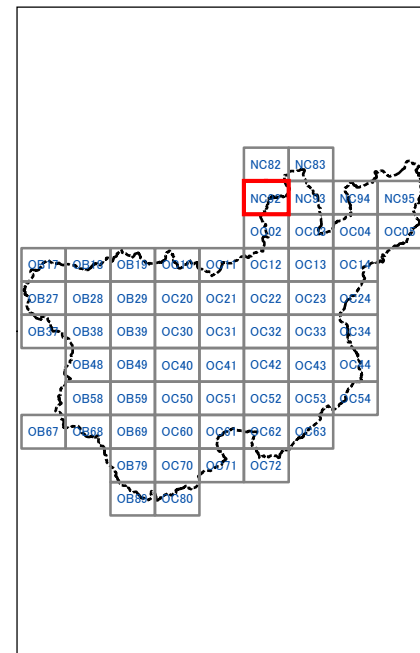 NC82 NC83
NC92 NC93 NC94 NC95
OC02 OC03 OC04 OC05
OB17 OB18 OB19 OC10 OC11 OC12 OC13 OC14
OB27 OB28 OB29 OC20 OC21 OC22 OC23 OC24
OB37 OB38 OB39 OC30 OC31 OC32 OC33 OC34
OB48 OB49 OC40 OC41 OC42 OC43 OC44
OB58 OB59 OC50 OC51 OC52 OC53 OC54
OB67 OB68 OB69 OC60 OC61 OC62 OC63
OB79 OC70 OC71 OC72
OB89 OC80